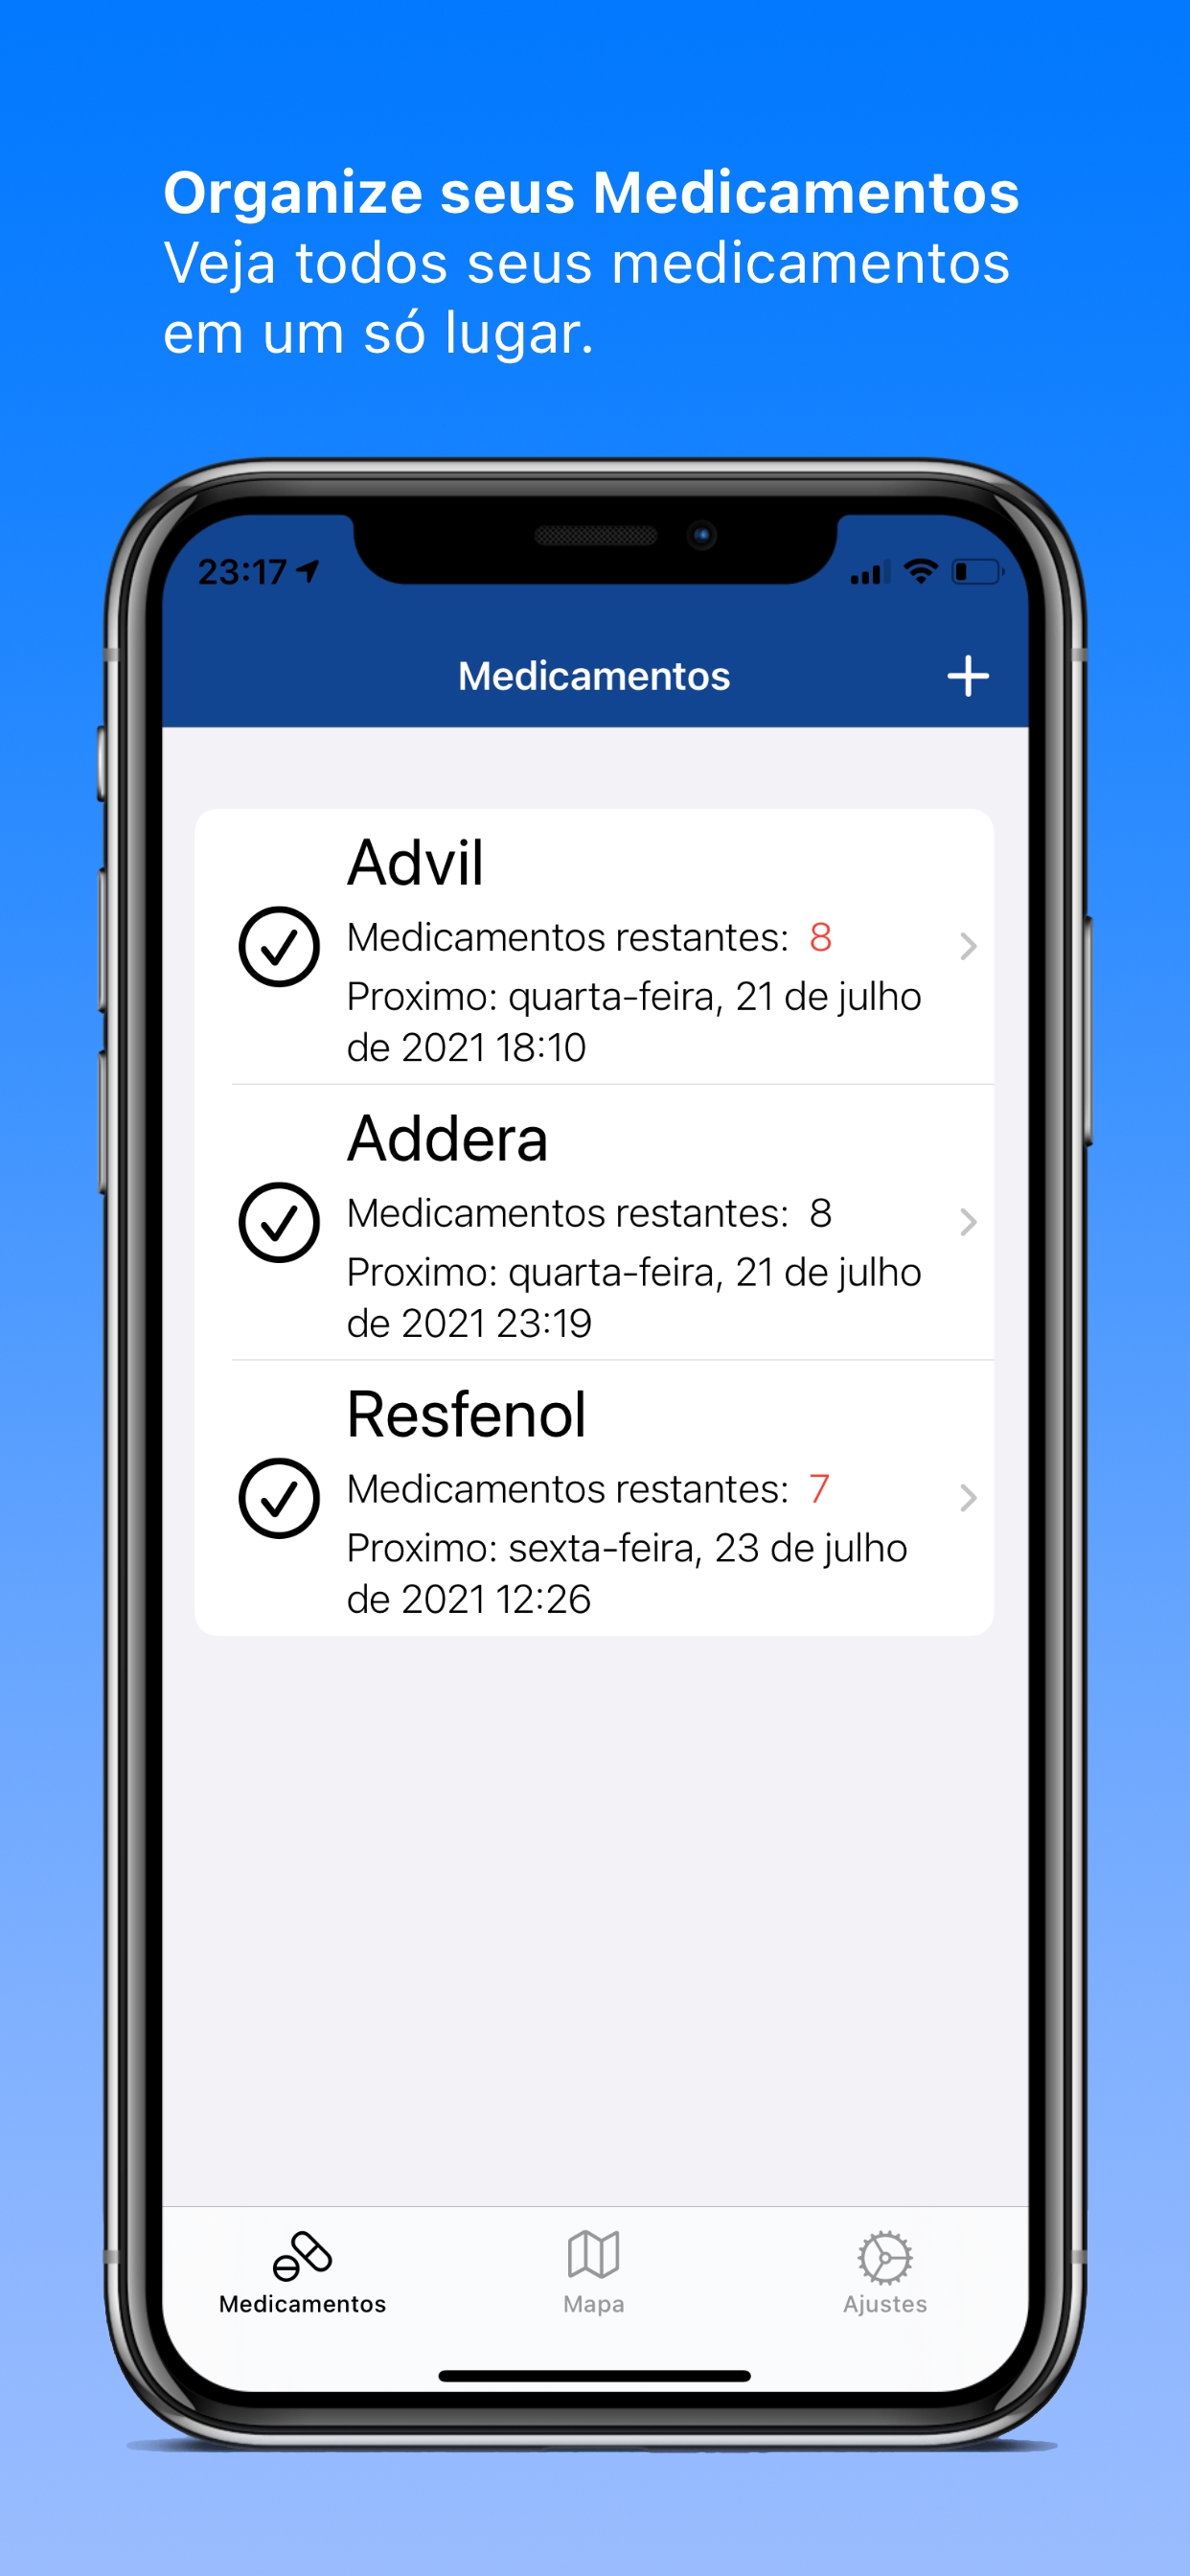 Organize seus Medicamentos
Veja todos seus medicamentos
em um só lugar.
23:17
Medicamentos
Advil
Medicamentos restantes: 8
Proximo: quarta-feira, 21 de julho
de 2021 18:10
Addera
Medicamentos restantes: 8
Proximo: quarta-feira, 21 de julho
de 2021 23:19
Resfenol
Medicamentos restantes: 7
Proximo: sexta-feira, 23 de julho
de 2021 12:26
Medicamentos
Mapa
Ajustes